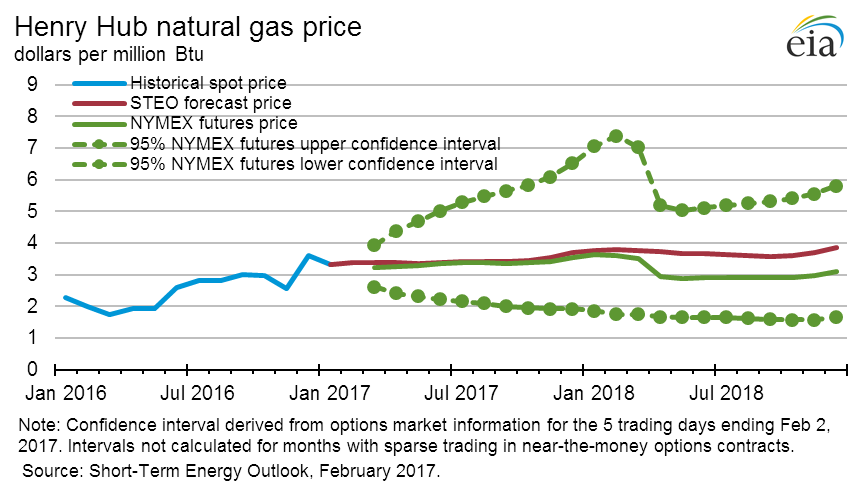 Henry Hub natural gas price
dollars per million Btu
eia
9
8
7
6
5
4
3
2
1
0
Historical spot price
STEO forecast price
NYMEX futures price
95% NYMEX futures upper confidence interval
95% NYMEX futures lower confidence interval
Jan 2016 Jul 2016 Jan 2017 Jul 2017 Jan 2018 Jul 2018
Note: Confidence interval derived from options market information for the 5 trading days ending Feb 2,
2017. Intervals not calculated for months with sparse trading in near-the-money options contracts.
Source: Short-Term Energy Outlook, February 2017.